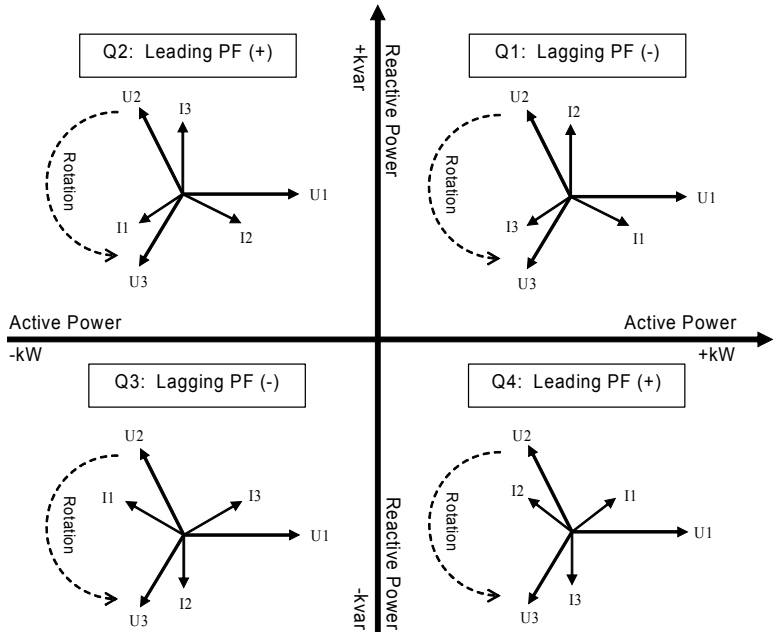 Q2: Leading PF (+)
Reactive Power
+kvar
Q1: Lagging PF (-)
U2
I3
Rotation
U1
I1
I2
U3
U2
I2
Rotation
U1
I3
I1
U3
Active Power
-kW
Active Power
+kW
Q3: Lagging PF (-)
Q4: Leading PF (+)
U2
I1
I3
Rotation
U1
I2
U3
Reactive Power
-kvar
U2
I2
I1
Rotation
U1
I3
U3